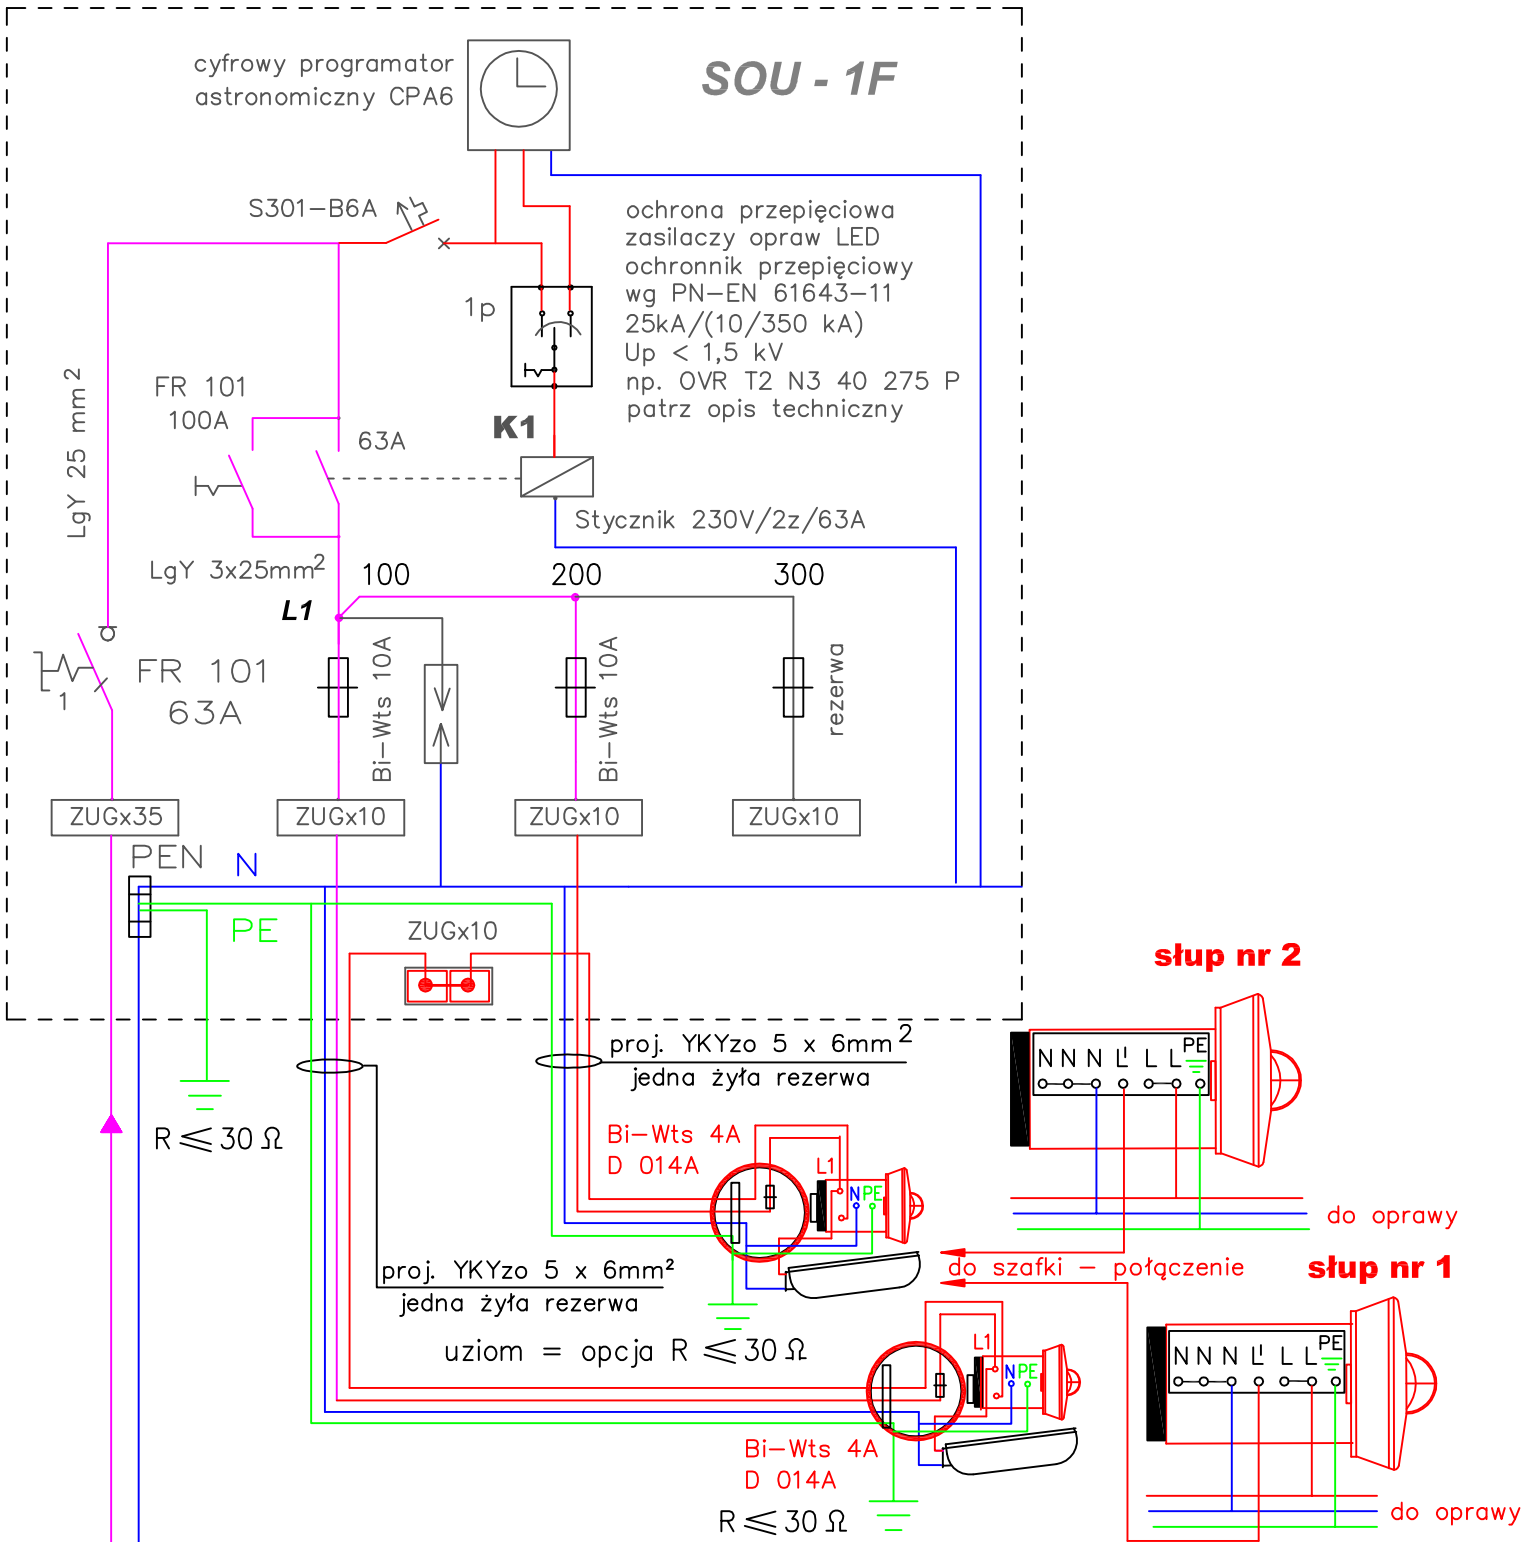 cyfrowy programator
astronomiczny CPA6
SOU - 1F
S301-B6A
ochrona przepięciowa
zasilaczy opraw LED
ochronnik przepięciowy
wg PN-EN 61643-11
25kA/(10/350 kA)
Up < 1,5 kV
np. OVR T2 N3 40 275 P
patrz opis techniczny
1p
LgY 25 mm²
FR 101
100A
63A
K1
Stycznik 230V/2z/63A
LgY 3x25mm²
100
200
300
L1
FR 101
63A
1
Bi-Wts 10A
Bi-Wts 10A
rezerwa
ZUGx35
ZUGx10
ZUGx10
ZUGx10
PEN
N
PE
ZUGx10
słup nr 2
N N N L' L L PE
do oprawy
proj. YKYzo 5 x 6mm²
jedna żyła rezerwa
R ≤ 30 Ω
Bi-Wts 4A
D 014A
L1
N PE
proj. YKYzo 5 x 6mm²
jedna żyła rezerwa
do szafki - połączenie
słup nr 1
uziom = opcja R ≤ 30 Ω
L1
N PE
N N N L' L L PE
Bi-Wts 4A
D 014A
R ≤ 30 Ω
do oprawy